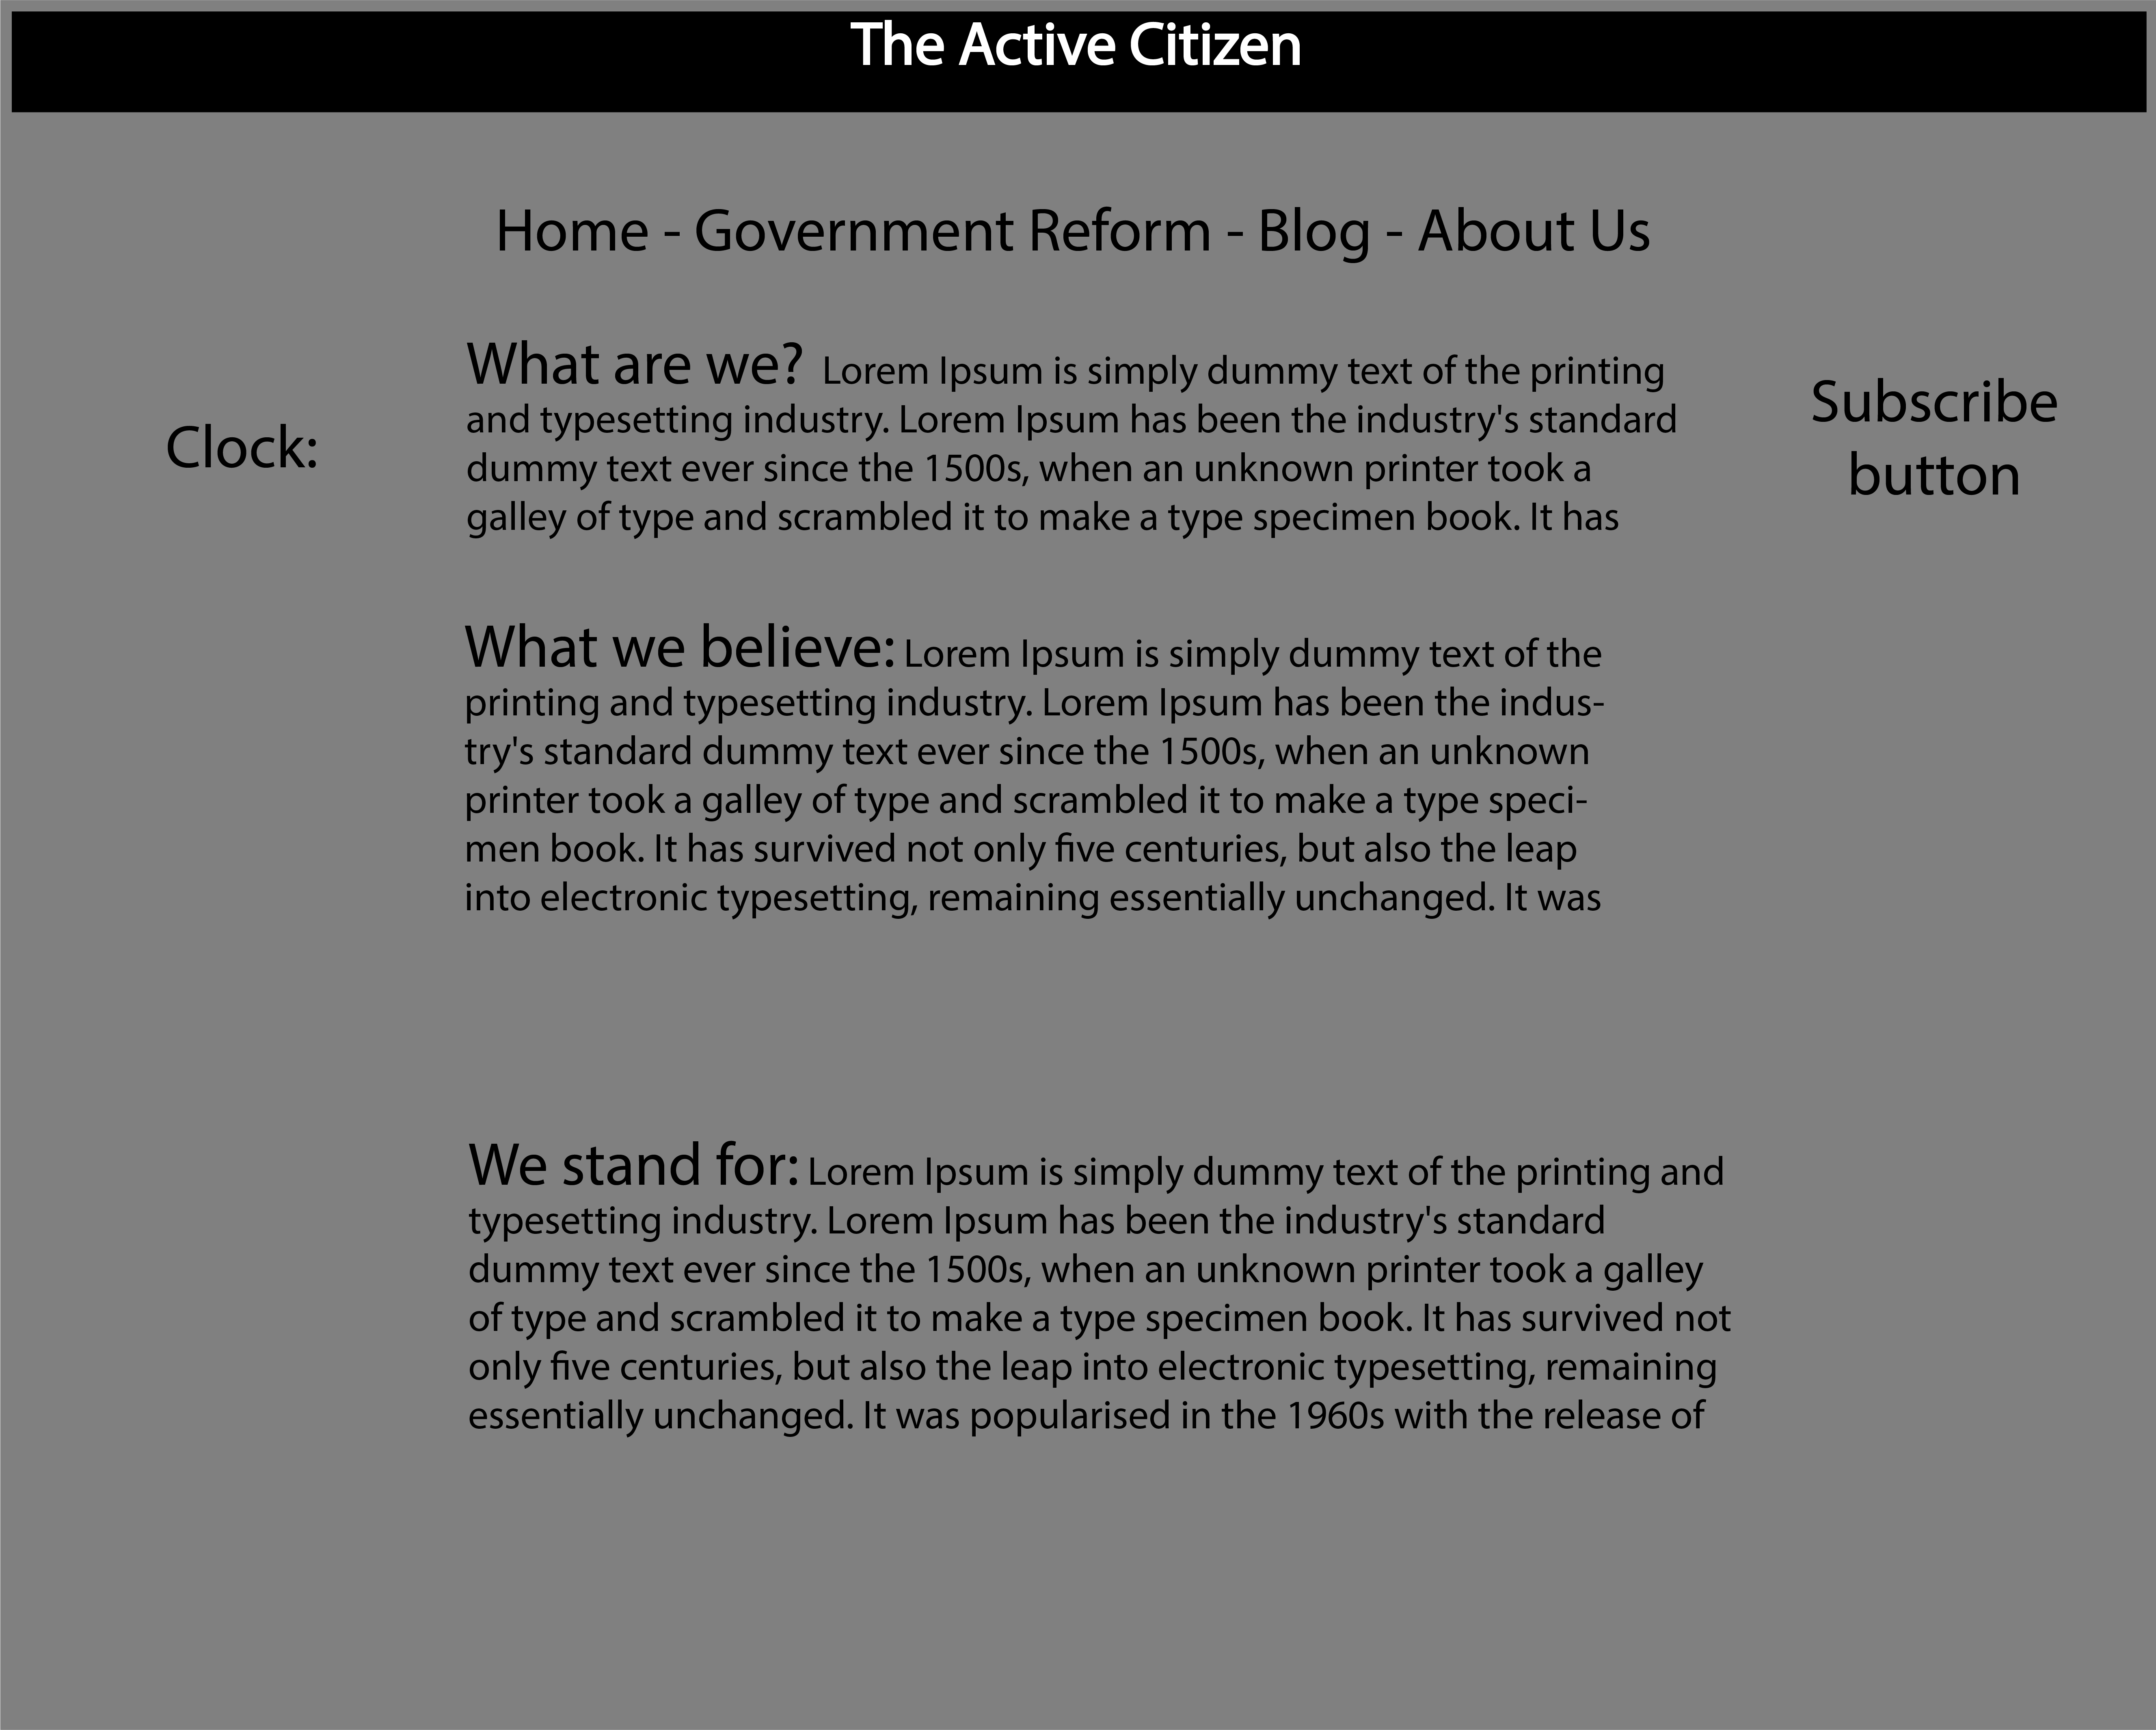 The Active Citizen
Home - Government Reform - Blog - About Us
What are we? Lorem Ipsum is simply dummy text of the printing
and typesetting industry. Lorem Ipsum has been the industry's standard
dummy text ever since the 1500s, when an unknown printer took a
galley of type and scrambled it to make a type specimen book. It has
Clock:
Subscribe
button
What we believe: Lorem Ipsum is simply dummy text of the
printing and typesetting industry. Lorem Ipsum has been the indus-
try's standard dummy text ever since the 1500s, when an unknown
printer took a galley of type and scrambled it to make a type speci-
men book. It has survived not only five centuries, but also the leap
into electronic typesetting, remaining essentially unchanged. It was
We stand for: Lorem Ipsum is simply dummy text of the printing and
typesetting industry. Lorem Ipsum has been the industry's standard
dummy text ever since the 1500s, when an unknown printer took a galley
of type and scrambled it to make a type specimen book. It has survived not
only five centuries, but also the leap into electronic typesetting, remaining
essentially unchanged. It was popularised in the 1960s with the release of